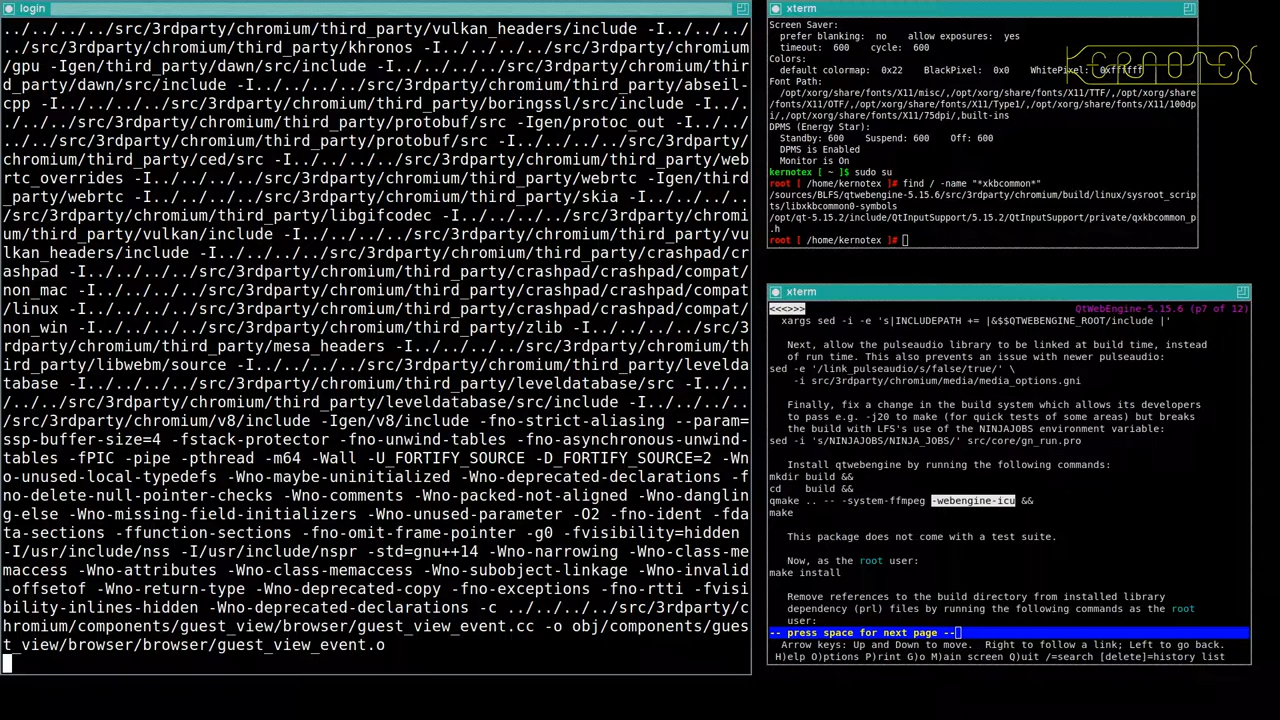 login
../../../../src/3rdparty/chromium/third_party/vulkan_headers/include -I../../../
../../../src/3rdparty/chromium/third_party/khronos -I../../../../src/3rdparty/chromium
/gpu -Igen/third_party/dawn/src/include -I../../../../src/3rdparty/chromium/thir
d_party/dawn/src/include -I../../../../src/3rdparty/chromium/third_party/abseil-
cpp -I../../../../src/3rdparty/chromium/third_party/boringssl/src/include -I../.
./../../src/3rdparty/chromium/third_party/protobuf/src -Igen/protoc_out -I../../
../../src/3rdparty/chromium/third_party/protobuf/src -I../../../../src/3rdparty/
chromium/third_party/ced/src -I../../../../src/3rdparty/chromium/third_party/web
rtc_overrides -I../../../../src/3rdparty/chromium/third_party/webrtc -Igen/third
_party/webrtc -I../../../../src/3rdparty/chromium/third_party/skia -I../../../..
/src/3rdparty/chromium/third_party/libgifcodec -I../../../../src/3rdparty/chromi
um/third_party/vulkan/include -I../../../../src/3rdparty/chromium/third_party/vu
lkan_headers/include -I../../../../src/3rdparty/chromium/third_party/crashpad/cr
ashpad -I../../../../src/3rdparty/chromium/third_party/crashpad/crashpad/compat/
non_mac -I../../../../src/3rdparty/chromium/third_party/crashpad/crashpad/compat
/linux -I../../../../src/3rdparty/chromium/third_party/crashpad/crashpad/compat/
non_win -I../../../../src/3rdparty/chromium/third_party/zlib -I../../../../src/3
rdparty/chromium/third_party/mesa_headers -I../../../../src/3rdparty/chromium/th
ird_party/libwebm/source -I../../../../src/3rdparty/chromium/third_party/levelda
tabase -I../../../../src/3rdparty/chromium/third_party/leveldatabase/src -I../..
/../../src/3rdparty/chromium/third_party/leveldatabase/src/include -I../../../..
/src/3rdparty/chromium/v8/include -Igen/v8/include -fno-strict-aliasing --param=
ssp-buffer-size=4 -fstack-protector -fno-unwind-tables -fno-asynchronous-unwind-
tables -fPIC -pipe -pthread -m64 -Wall -U_FORTIFY_SOURCE -D_FORTIFY_SOURCE=2 -Wn
o-unused-local-typedefs -Wno-maybe-uninitialized -Wno-deprecated-declarations -f
no-delete-null-pointer-checks -Wno-comments -Wno-packed-not-aligned -Wno-danglin
g-else -Wno-missing-field-initializers -Wno-unused-parameter -O2 -fno-ident -fda
ta-sections -ffunction-sections -fno-omit-frame-pointer -g0 -fvisibility=hidden
-I/usr/include/nss -I/usr/include/nspr -std=gnu++14 -Wno-narrowing -Wno-class-me
maccess -Wno-attributes -Wno-class-memaccess -Wno-subobject-linkage -Wno-invalid
-offsetof -Wno-return-type -Wno-deprecated-copy -fno-exceptions -fno-rtti -fvisi
bility-inlines-hidden -Wno-deprecated-declarations -c ../../../../src/3rdparty/c
hromium/components/guest_view/browser/guest_view_event.cc -o obj/components/gues
t_view/browser/browser/guest_view_event.o
xterm
Screen Saver:
prefer blanking:  no    allow exposures:  yes
timeout:  600    cycle:  600
Colors:
default colormap:  0x22    BlackPixel:  0x0    WhitePixel:  0xffffff
Font Path:
/opt/xorg/share/fonts/X11/misc/,/opt/xorg/share/fonts/X11/TTF/,/opt/xorg/share
/fonts/X11/OTF/,/opt/xorg/share/fonts/X11/Type1/,/opt/xorg/share/fonts/X11/100dp
i/,/opt/xorg/share/fonts/X11/75dpi/,built-ins
DPMS (Energy Star):
Standby: 600    Suspend: 600    Off: 600
DPMS is Enabled
Monitor is On
kernotex [ ~ ]$ sudo su
root [ /home/kernotex ]# find / -name "*xkbcommon*"
/sources/BLFS/qtwebengine-5.15.6/src/3rdparty/chromium/build/linux/sysroot_scrip
ts/libxkbcommon0-symbols
/opt/qt-5.15.2/include/QtInputSupport/5.15.2/QtInputSupport/private/qxkbcommon_p
.h
root [ /home/kernotex ]#
KERNOTEX
xterm
<<<>>> QtWebEngine-5.15.6 (p7 of 12)
xargs sed -i -e 's|INCLUDEPATH += |&$$QTWEBENGINE_ROOT/include |'
Next, allow the pulseaudio library to be linked at build time, instead
of run time. This also prevents an issue with newer pulseaudio:
sed -e '/link_pulseaudio/s/false/true/' \
-i src/3rdparty/chromium/media/media_options.gni
Finally, fix a change in the build system which allows its developers
to pass e.g. -j20 to make (for quick tests of some areas) but breaks
the build with LFS's use of the NINJAJOBS environment variable:
sed -i 's/NINJAJOBS/NINJA_JOBS/' src/core/gn_run.pro
Install qtwebengine by running the following commands:
mkdir build &&
cd    build &&
qmake .. -- -system-ffmpeg -webengine-icu &&
make
This package does not come with a test suite.
Now, as the root user:
make install
Remove references to the build directory from installed library
dependency (prl) files by running the following commands as the root
user:
-- press space for next page --
Arrow keys: Up and Down to move.  Right to follow a link; Left to go back.
H)elp O)ptions P)rint G)o M)ain screen Q)uit /=search [delete]=history list